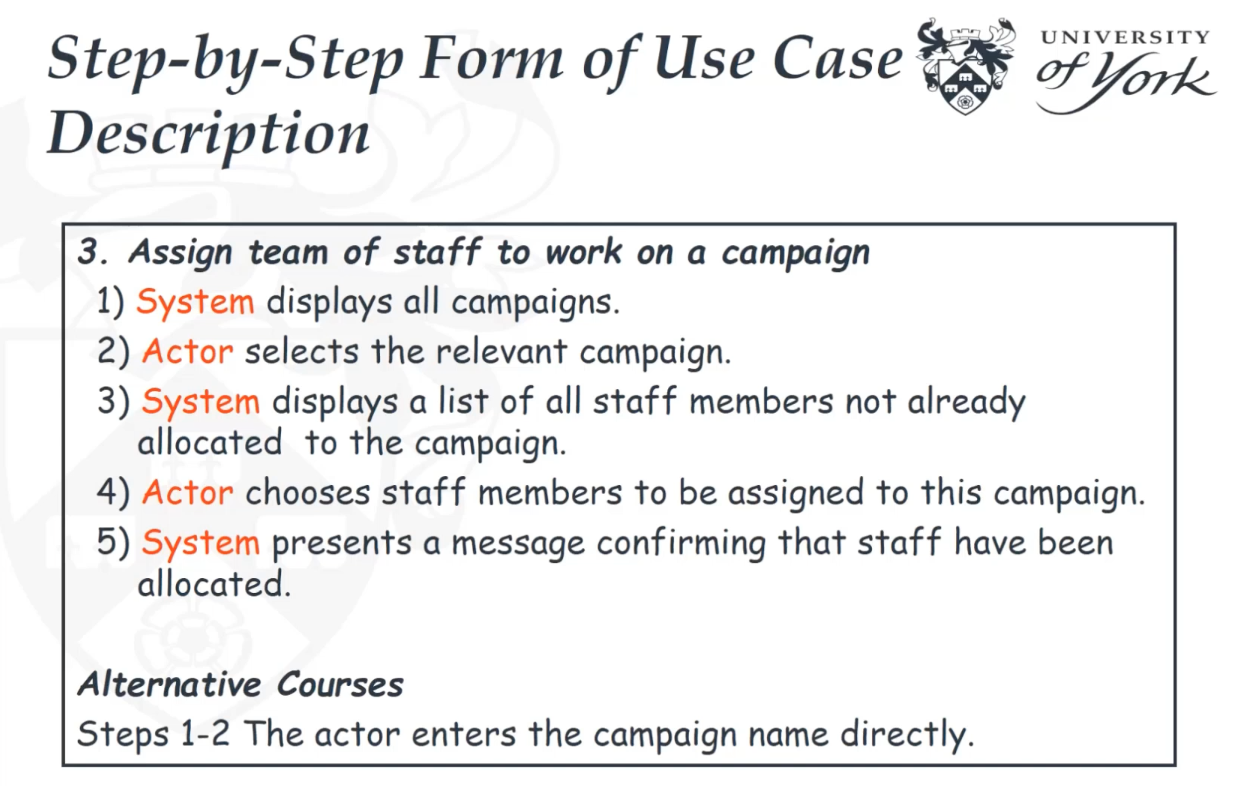 Step-by-Step Form of Use Case
Description
UNIVERSITY
of York
3. Assign team of staff to work on a campaign
1) System displays all campaigns.
2) Actor selects the relevant campaign.
3) System displays a list of all staff members not already
allocated to the campaign.
4) Actor chooses staff members to be assigned to this campaign.
5) System presents a message confirming that staff have been
allocated.
Alternative Courses
Steps 1-2 The actor enters the campaign name directly.